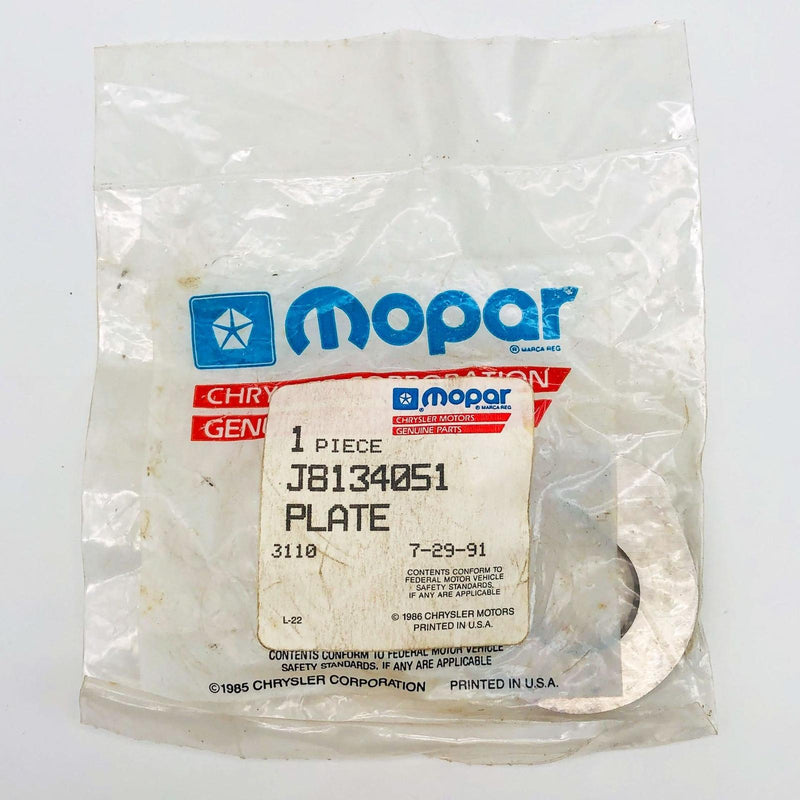 mopar
® MARCA REG
CHRYSLER CORPORATION
GENU
mopar
® ® MARCA REG
CHRYSLER MOTORS
GENUINE PARTS
1 PIECE
J8134051
PLATE
3110 7-29-91
CONTENTS CONFORM TO
FEDERAL MOTOR VEHICLE
SAFETY STANDARDS,
IF ANY ARE APPLICABLE
L-22 © 1986 CHRYSLER MOTORS
PRINTED IN U.S.A.
CONTENTS CONFORM TO FEDERAL MOTOR VEHICLE
SAFETY STANDARDS, IF ANY ARE APPLICABLE
©1985 CHRYSLER CORPORATION PRINTED IN U.S.A.